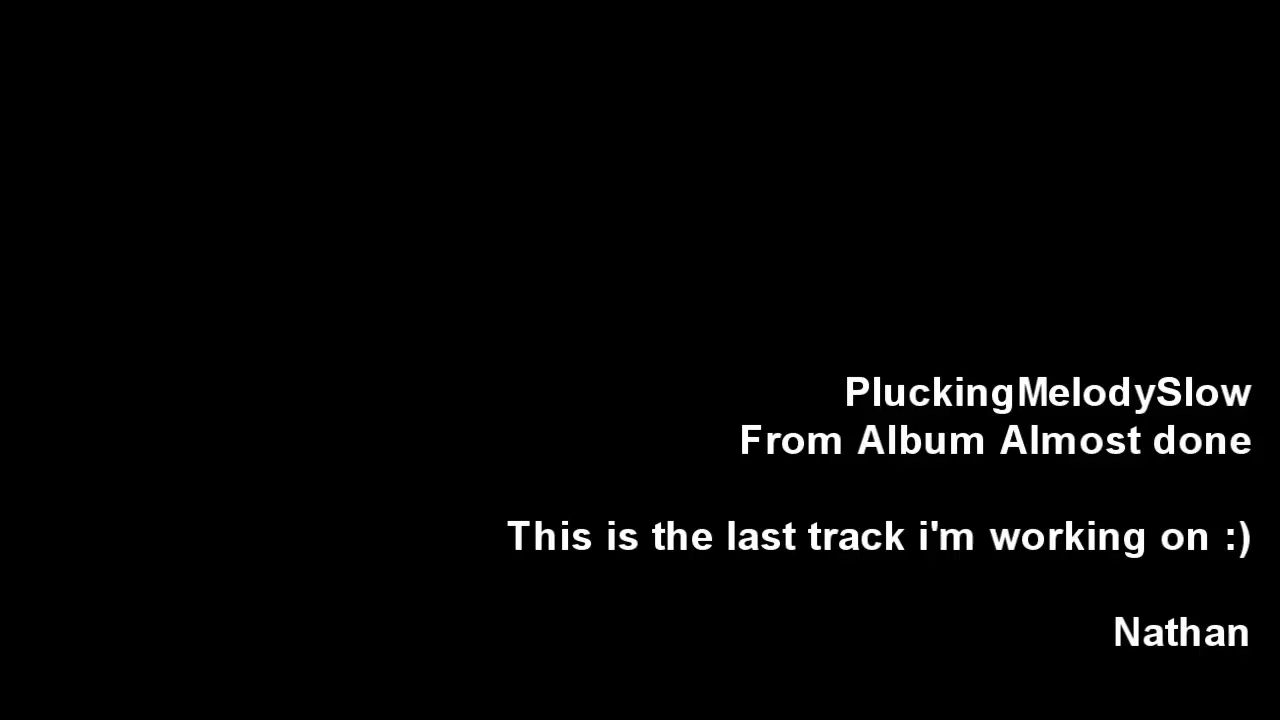 PluckingMelodySlow
From Album Almost done
This is the last track i'm working on :)
Nathan